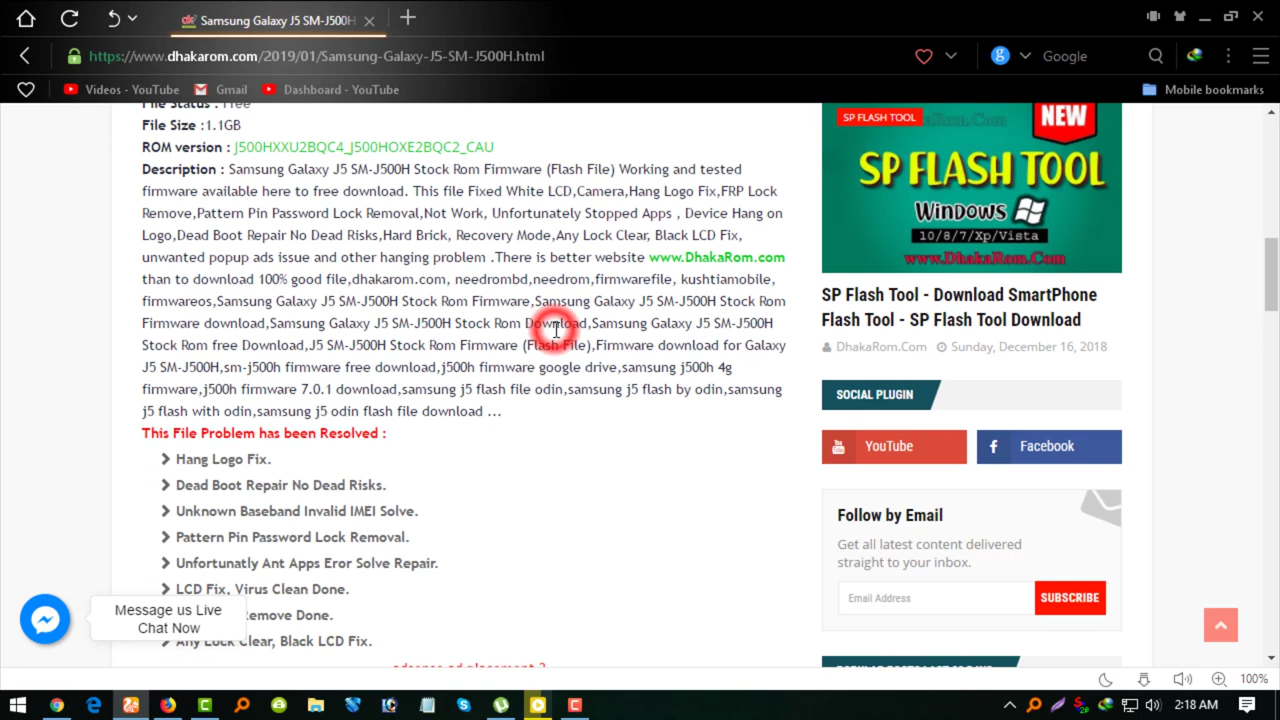 Samsung Galaxy J5 SM-J500H
https://www.dhakarom.com/2019/01/Samsung-Galaxy-J5-SM-J500H.html
Google
Videos - YouTube
Gmail
Dashboard - YouTube
Mobile bookmarks
File Status : Free
File Size :1.1GB
ROM version : J500HXXU2BQC4_J500HOXE2BQC2_CAU
Description : Samsung Galaxy J5 SM-J500H Stock Rom Firmware (Flash File) Working and tested
firmware available here to free download. This file Fixed White LCD,Camera,Hang Logo Fix,FRP Lock
Remove,Pattern Pin Password Lock Removal,Not Work, Unfortunately Stopped Apps , Device Hang on
Logo,Dead Boot Repair No Dead Risks,Hard Brick, Recovery Mode,Any Lock Clear, Black LCD Fix,
unwanted popup ads issue and other hanging problem .There is better website www.DhakaRom.com
than to download 100% good file,dhakarom.com, needrombd,needrom,firmwarefile, kushtiamobile,
firmwareos,Samsung Galaxy J5 SM-J500H Stock Rom Firmware,Samsung Galaxy J5 SM-J500H Stock Rom
Firmware download,Samsung Galaxy J5 SM-J500H Stock Rom Download,Samsung Galaxy J5 SM-J500H
Stock Rom free Download,J5 SM-J500H Stock Rom Firmware (Flash File),Firmware download for Galaxy
J5 SM-J500H,sm-j500h firmware free download,j500h firmware google drive,samsung j500h 4g
firmware,j500h firmware 7.0.1 download,samsung j5 flash file odin,samsung j5 flash by odin,samsung
j5 flash with odin,samsung j5 odin flash file download ...
This File Problem has been Resolved :
Hang Logo Fix.
Dead Boot Repair No Dead Risks.
Unknown Baseband Invalid IMEI Solve.
Pattern Pin Password Lock Removal.
Unfortunatly Ant Apps Eror Solve Repair.
LCD Fix, Virus Clean Done.
emove Done.
Any Lock Clear, Black LCD Fix.
advance ad placement 2
Message us Live
Chat Now
SP FLASH TOOL
DhakaRom.Com
NEW
SP FLASH TOOL
WINDOWS
10/8/7/Xp/Vista
www.DhakaRom.Com
SP Flash Tool - Download SmartPhone
Flash Tool - SP Flash Tool Download
DhakaRom.Com Sunday, December 16, 2018
SOCIAL PLUGIN
YouTube
Facebook
Follow by Email
Get all latest content delivered
straight to your inbox.
Email Address
SUBSCRIBE
100%
2:18 AM